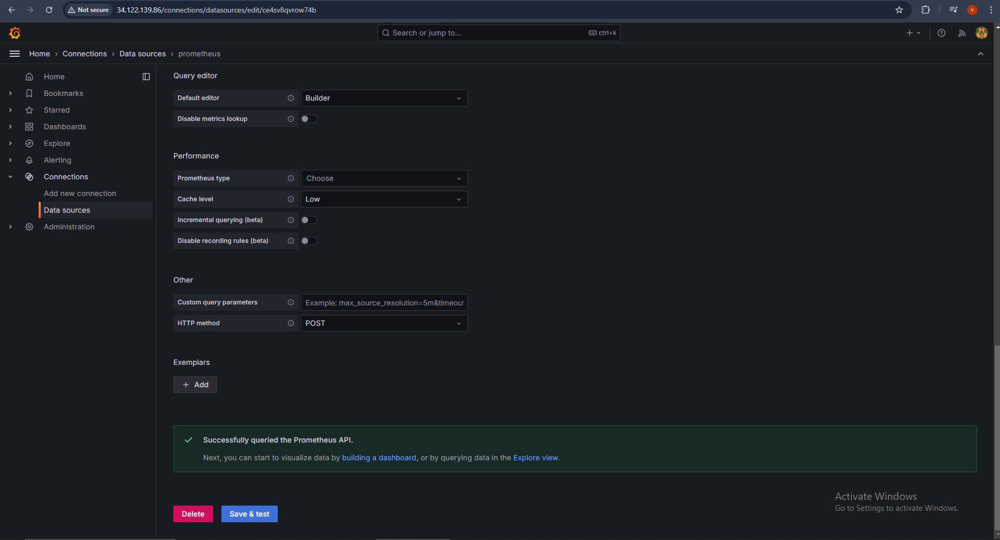 Not secure 34.122.139.86/connections/datasources/edit/ce4sv8qvrow74b
V
Search or jump to... ctrl+k
Home › Connections › Data sources › prometheus
Home
Bookmarks
Starred
Dashboards
Explore
Alerting
Connections
Add new connection
Data sources
Administration
Query editor
Default editor Builder
Disable metrics lookup
Performance
Prometheus type Choose
Cache level Low
Incremental querying (beta)
Disable recording rules (beta)
Other
Custom query parameters Example: max_source_resolution=5m&timeout
HTTP method POST
Exemplars
+ Add
Successfully queried the Prometheus API.
Next, you can start to visualize data by building a dashboard, or by querying data in the Explore view.
Activate Windows
Go to Settings to activate Windows.
Delete Save & test